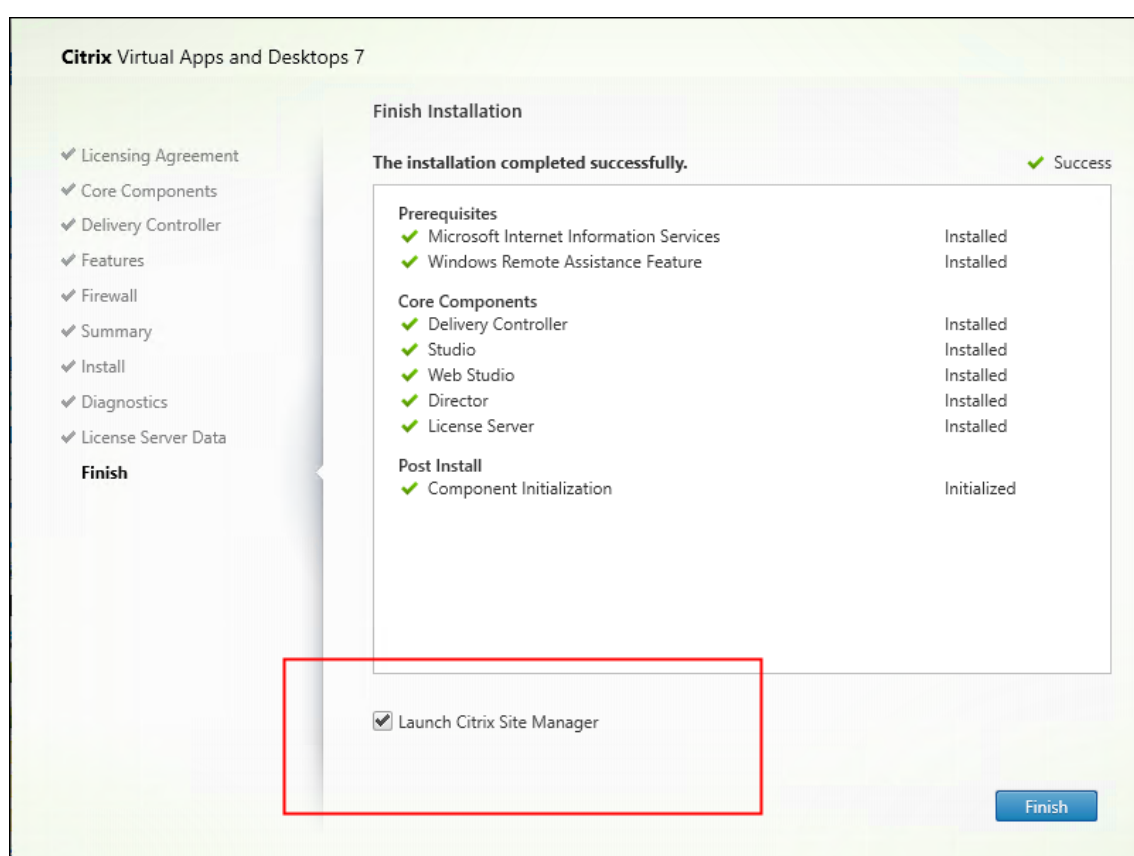 Citrix Virtual Apps and Desktops 7
Licensing Agreement
Core Components
Delivery Controller
Features
Firewall
Summary
Install
Diagnostics
License Server Data
Finish
Finish Installation
The installation completed successfully. Success
Prerequisites
Microsoft Internet Information Services Installed
Windows Remote Assistance Feature Installed
Core Components
Delivery Controller Installed
Studio Installed
Web Studio Installed
Director Installed
License Server Installed
Post Install
Component Initialization Initialized
Launch Citrix Site Manager
Finish